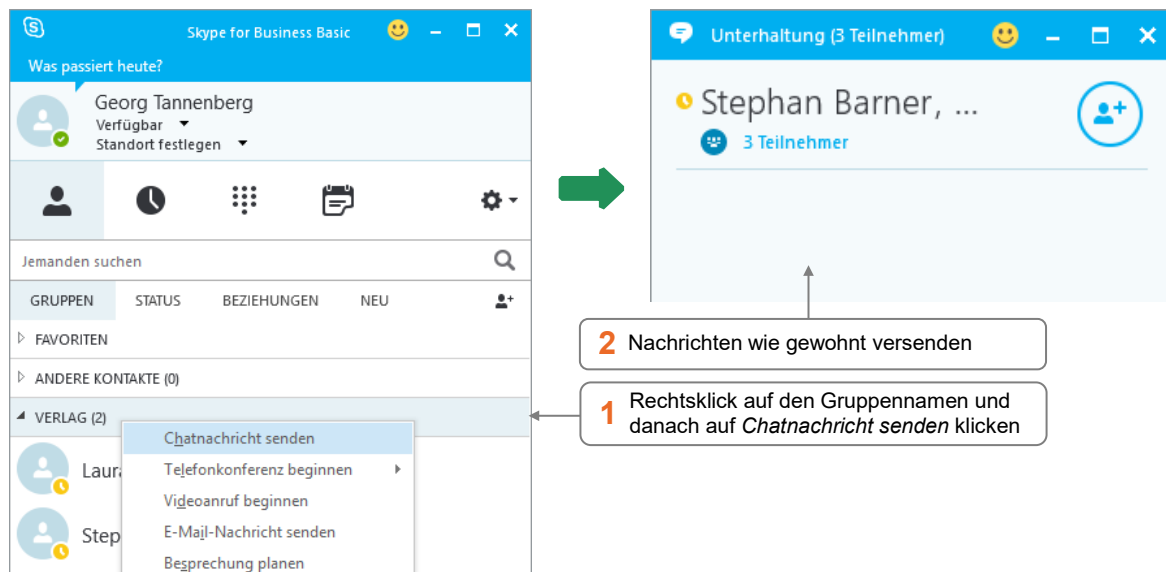 Skype for Business Basic
Was passiert heute?
Georg Tannenberg
Verfügbar
Standort festlegen
Jemanden suchen
GRUPPEN STATUS BEZIEHUNGEN NEU
FAVORITEN
ANDERE KONTAKTE (0)
VERLAG (2)
Laura
Step
Chatnachricht senden
Telefonkonferenz beginnen
Videoanruf beginnen
E-Mail-Nachricht senden
Besprechung planen
Unterhaltung (3 Teilnehmer)
Stephan Barner, ...
3 Teilnehmer
2 Nachrichten wie gewohnt versenden
1 Rechtsklick auf den Gruppennamen und
danach auf Chatnachricht senden klicken